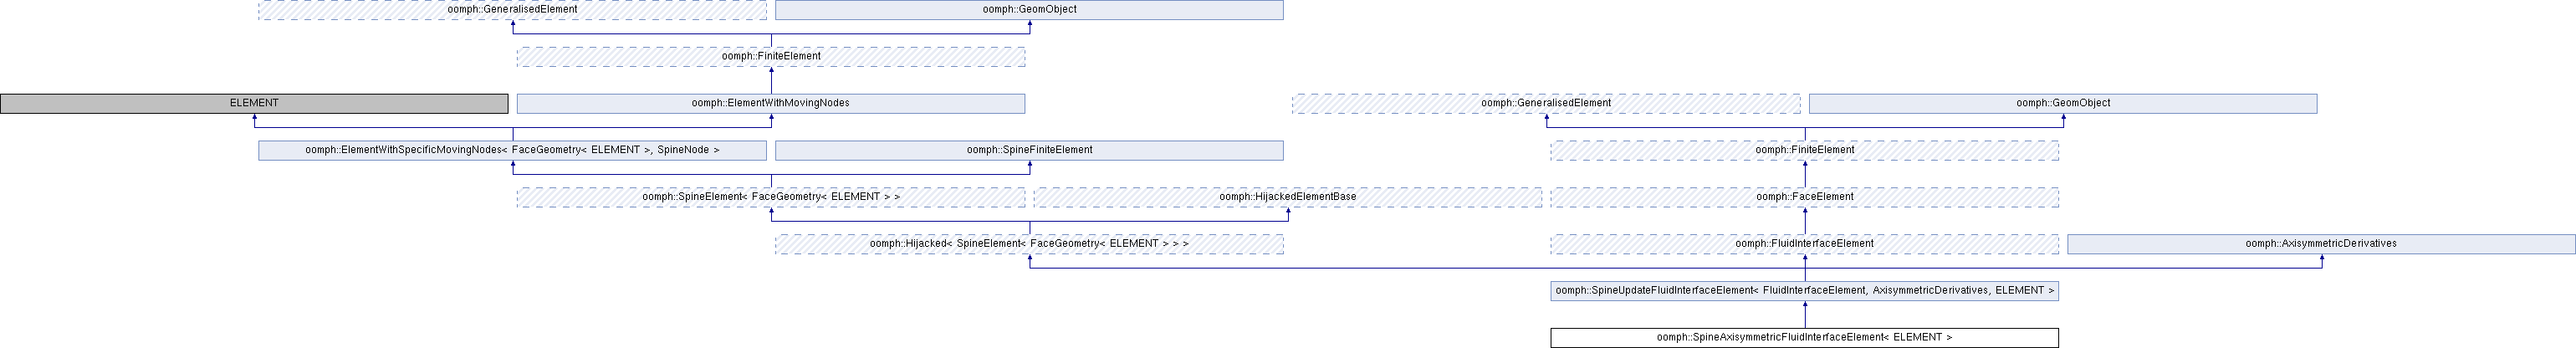 oomph::GeneralisedElement
oomph::GeomObject
oomph::FiniteElement
ELEMENT
oomph::ElementWithMovingNodes
oomph::GeneralisedElement
oomph::GeomObject
oomph::ElementWithSpecificMovingNodes< FaceGeometry< ELEMENT >, SpineNode >
oomph::SpineFiniteElement
oomph::FiniteElement
oomph::SpineElement< FaceGeometry< ELEMENT > >
oomph::HijackedElementBase
oomph::FaceElement
oomph::Hijacked< SpineElement< FaceGeometry< ELEMENT > > >
oomph::FluidInterfaceElement
oomph::AxisymmetricDerivatives
oomph::SpineUpdateFluidInterfaceElement< FluidInterfaceElement, AxisymmetricDerivatives, ELEMENT >
oomph::SpineAxisymmetricFluidInterfaceElement< ELEMENT >